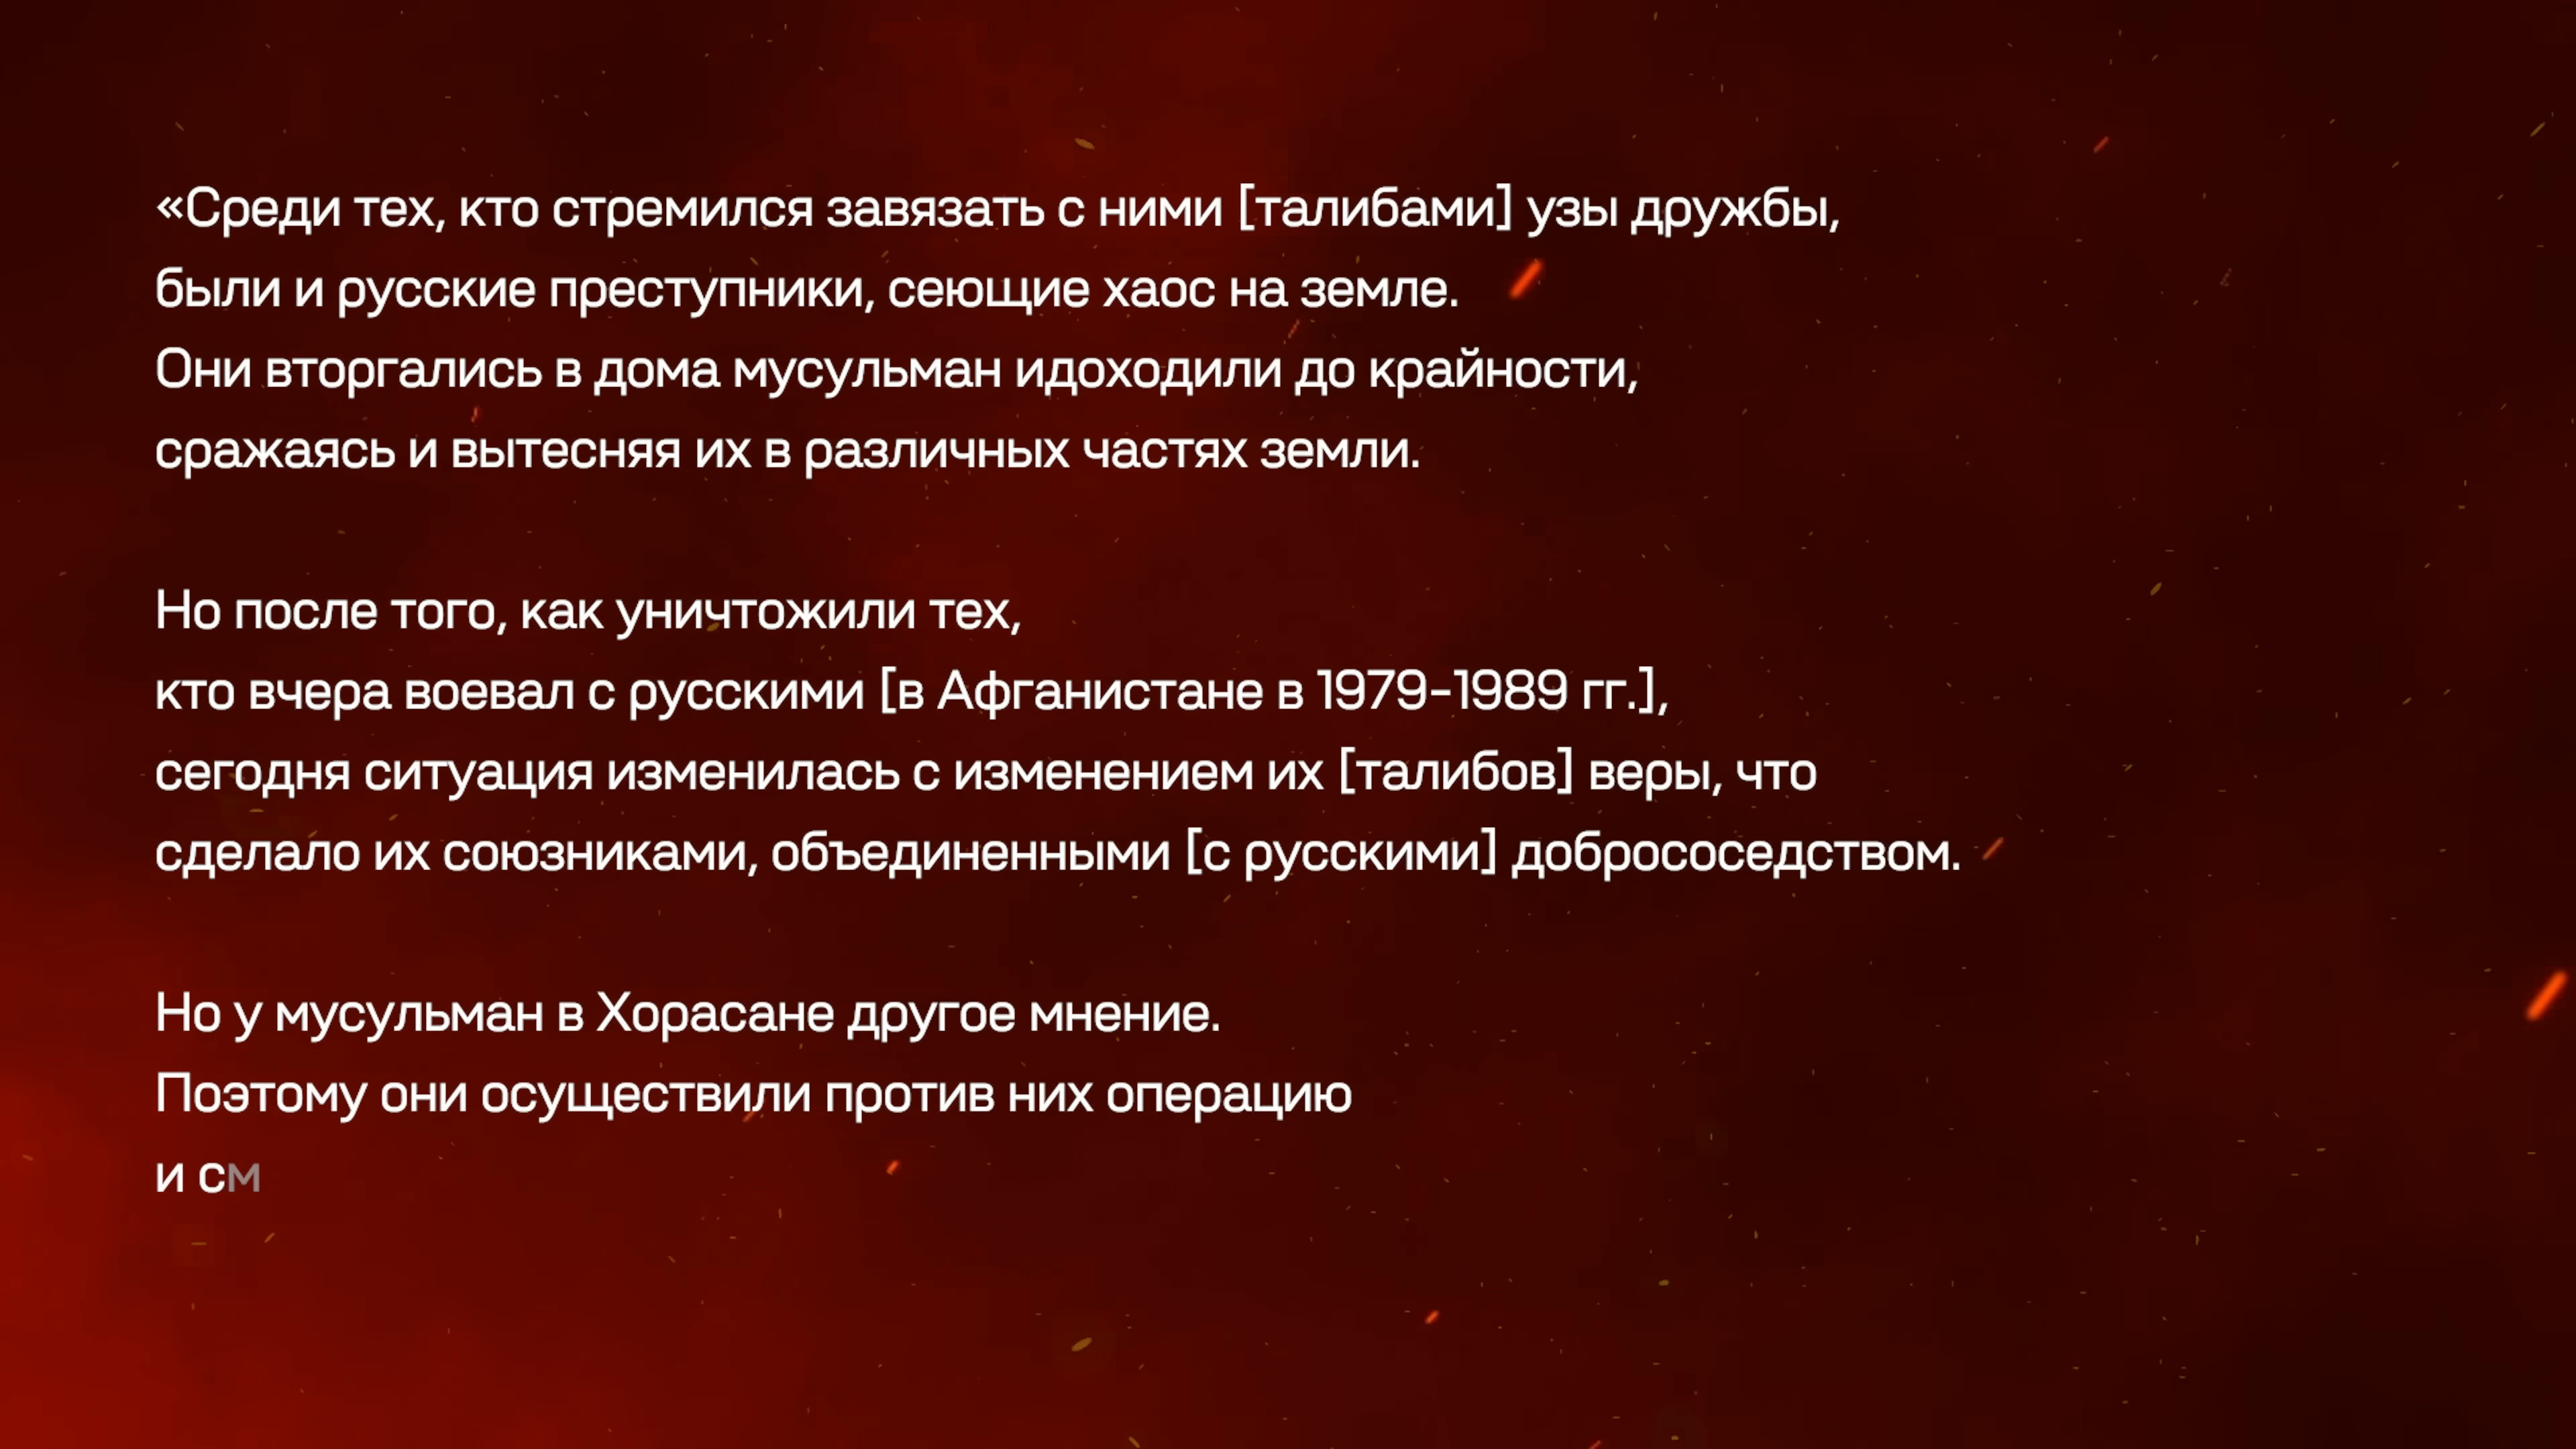 «Среди тех, кто стремился завязать с ними [талибами] узы дружбы,
были и русские преступники, сеющие хаос на земле.
Они вторгались в дома мусульман идоходили до крайности,
сражаясь и вытесняя их в различных частях земли.
Но после того, как уничтожили тех,
кто вчера воевал с русскими [в Афганистане в 1979-1989 гг.],
сегодня ситуация изменилась с изменением их [талибов] веры, что
сделало их союзниками, объединенными [с русскими] добрососедством.
Но у мусульман в Хорасане другое мнение.
Поэтому они осуществили против них операцию
и см